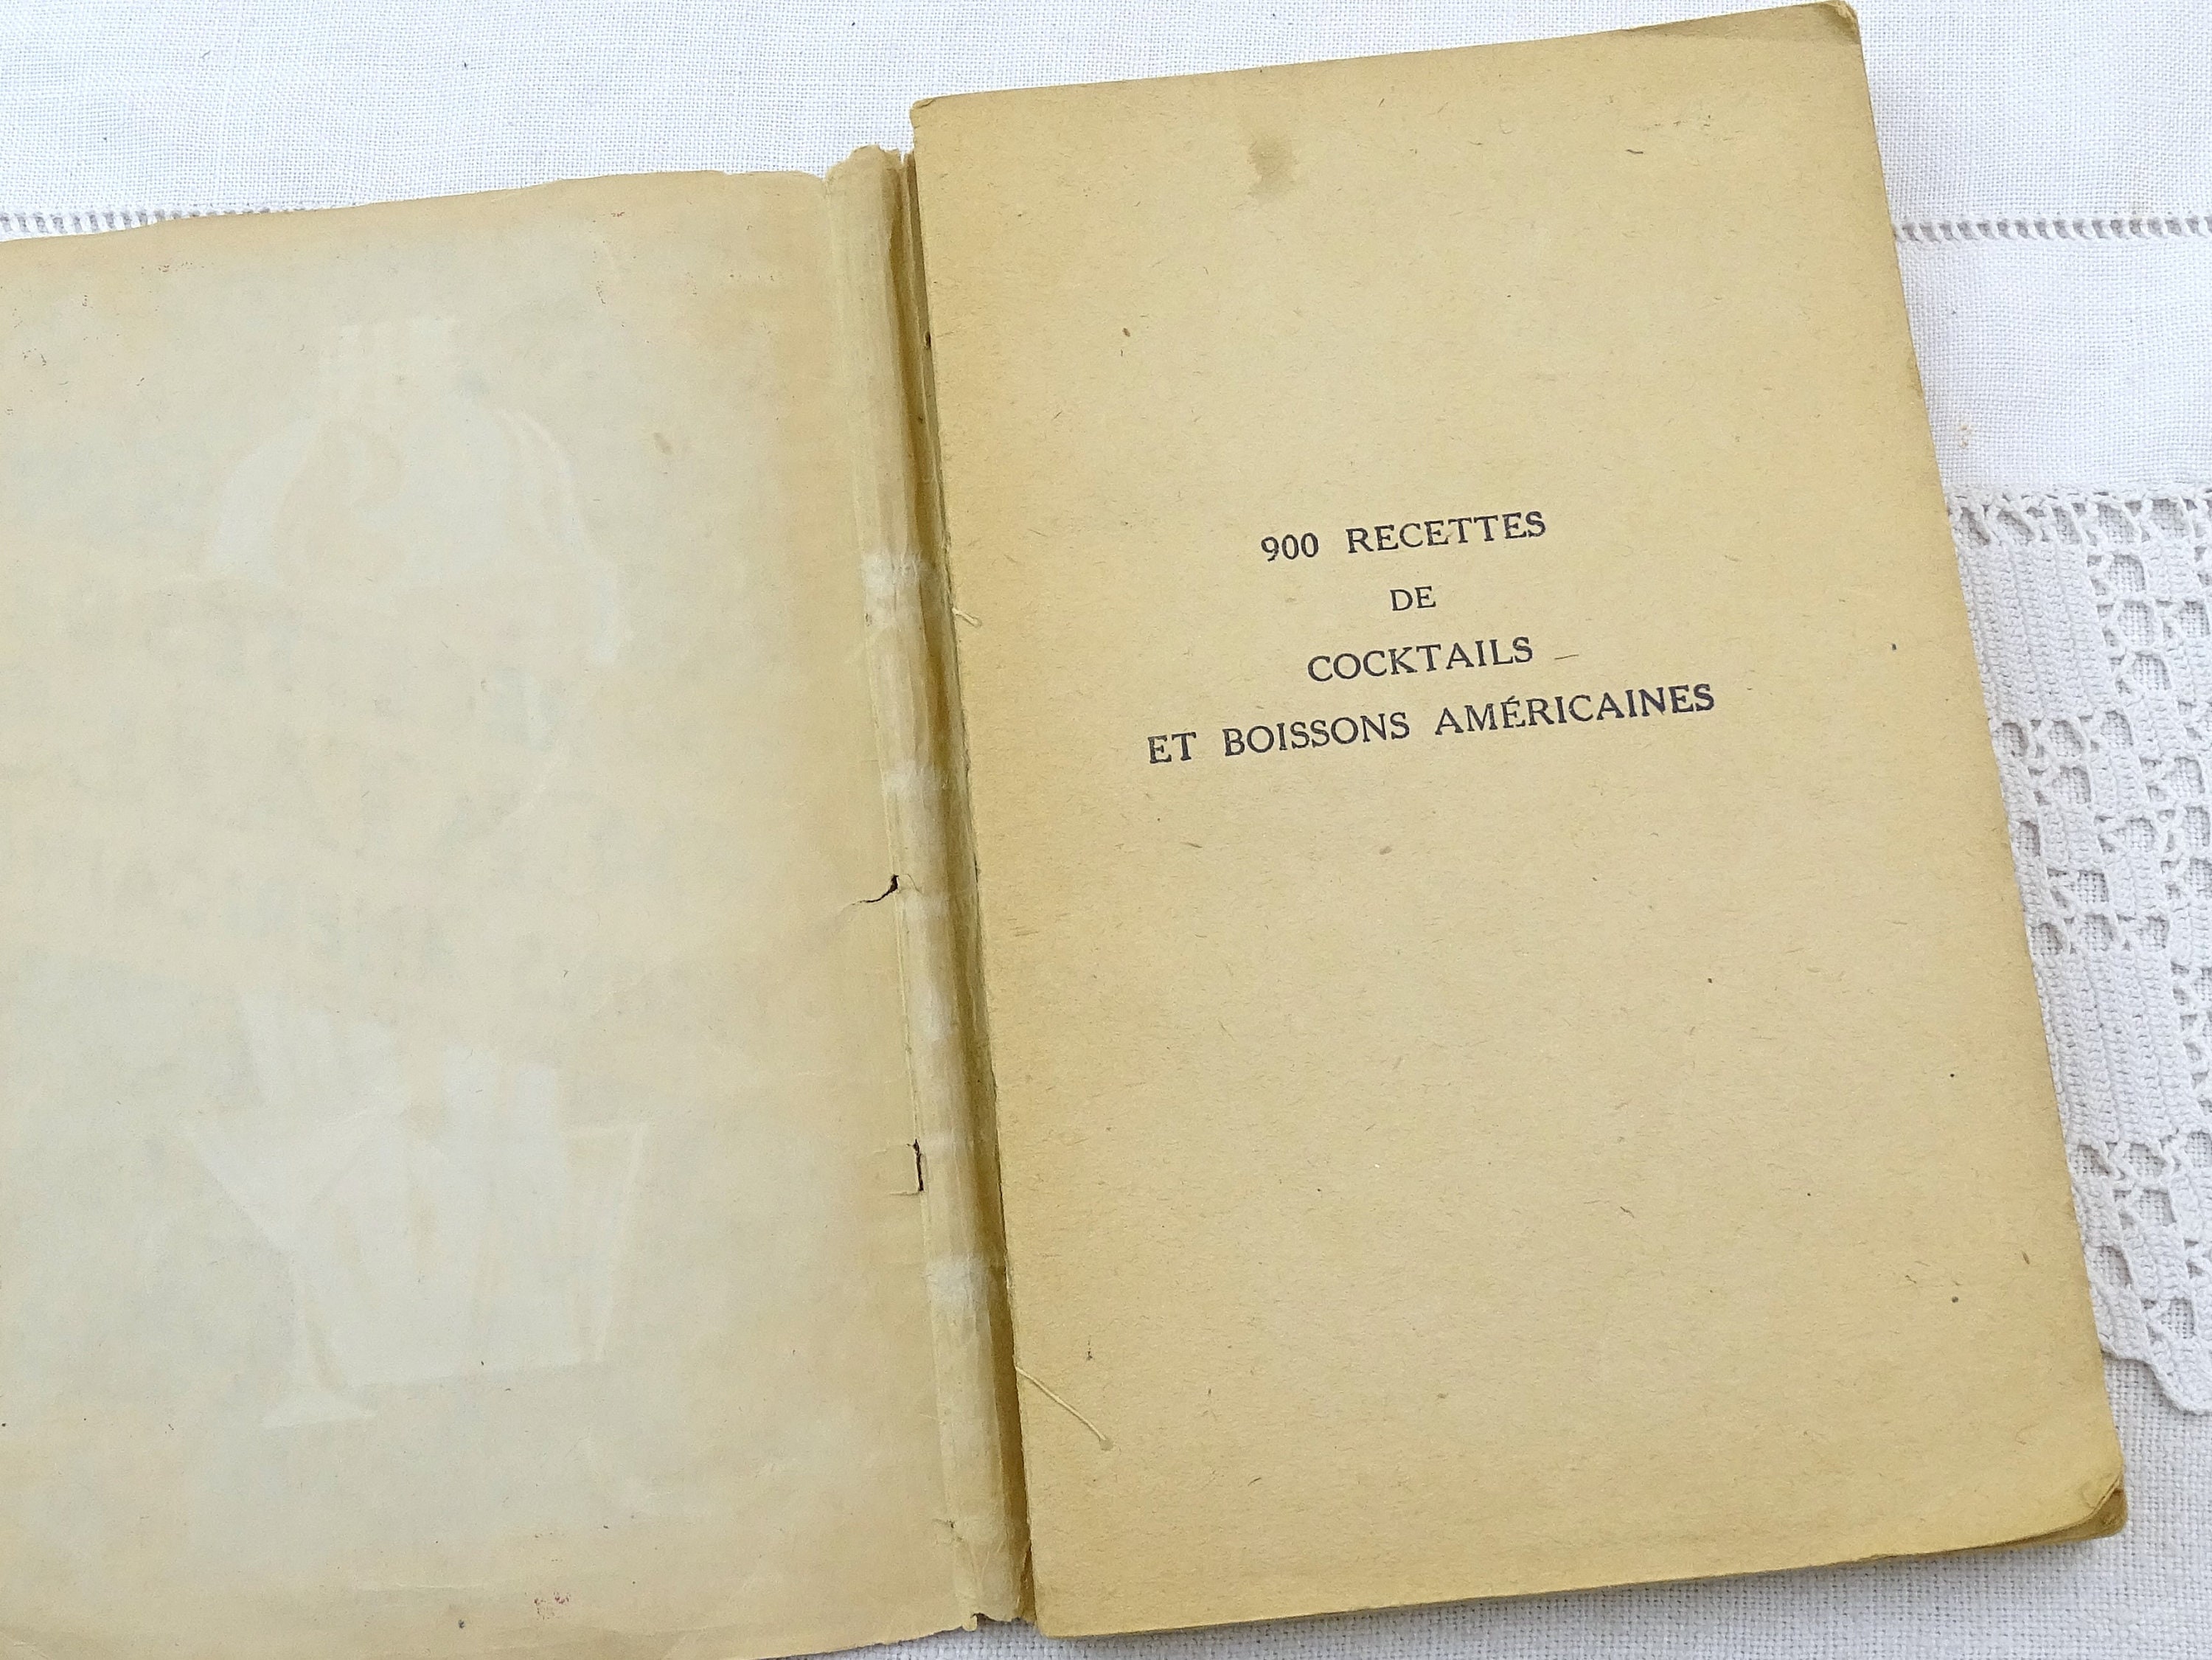 900 RECETTES
DE
COCKTAILS
ET BOISSONS AMÉRICAINES